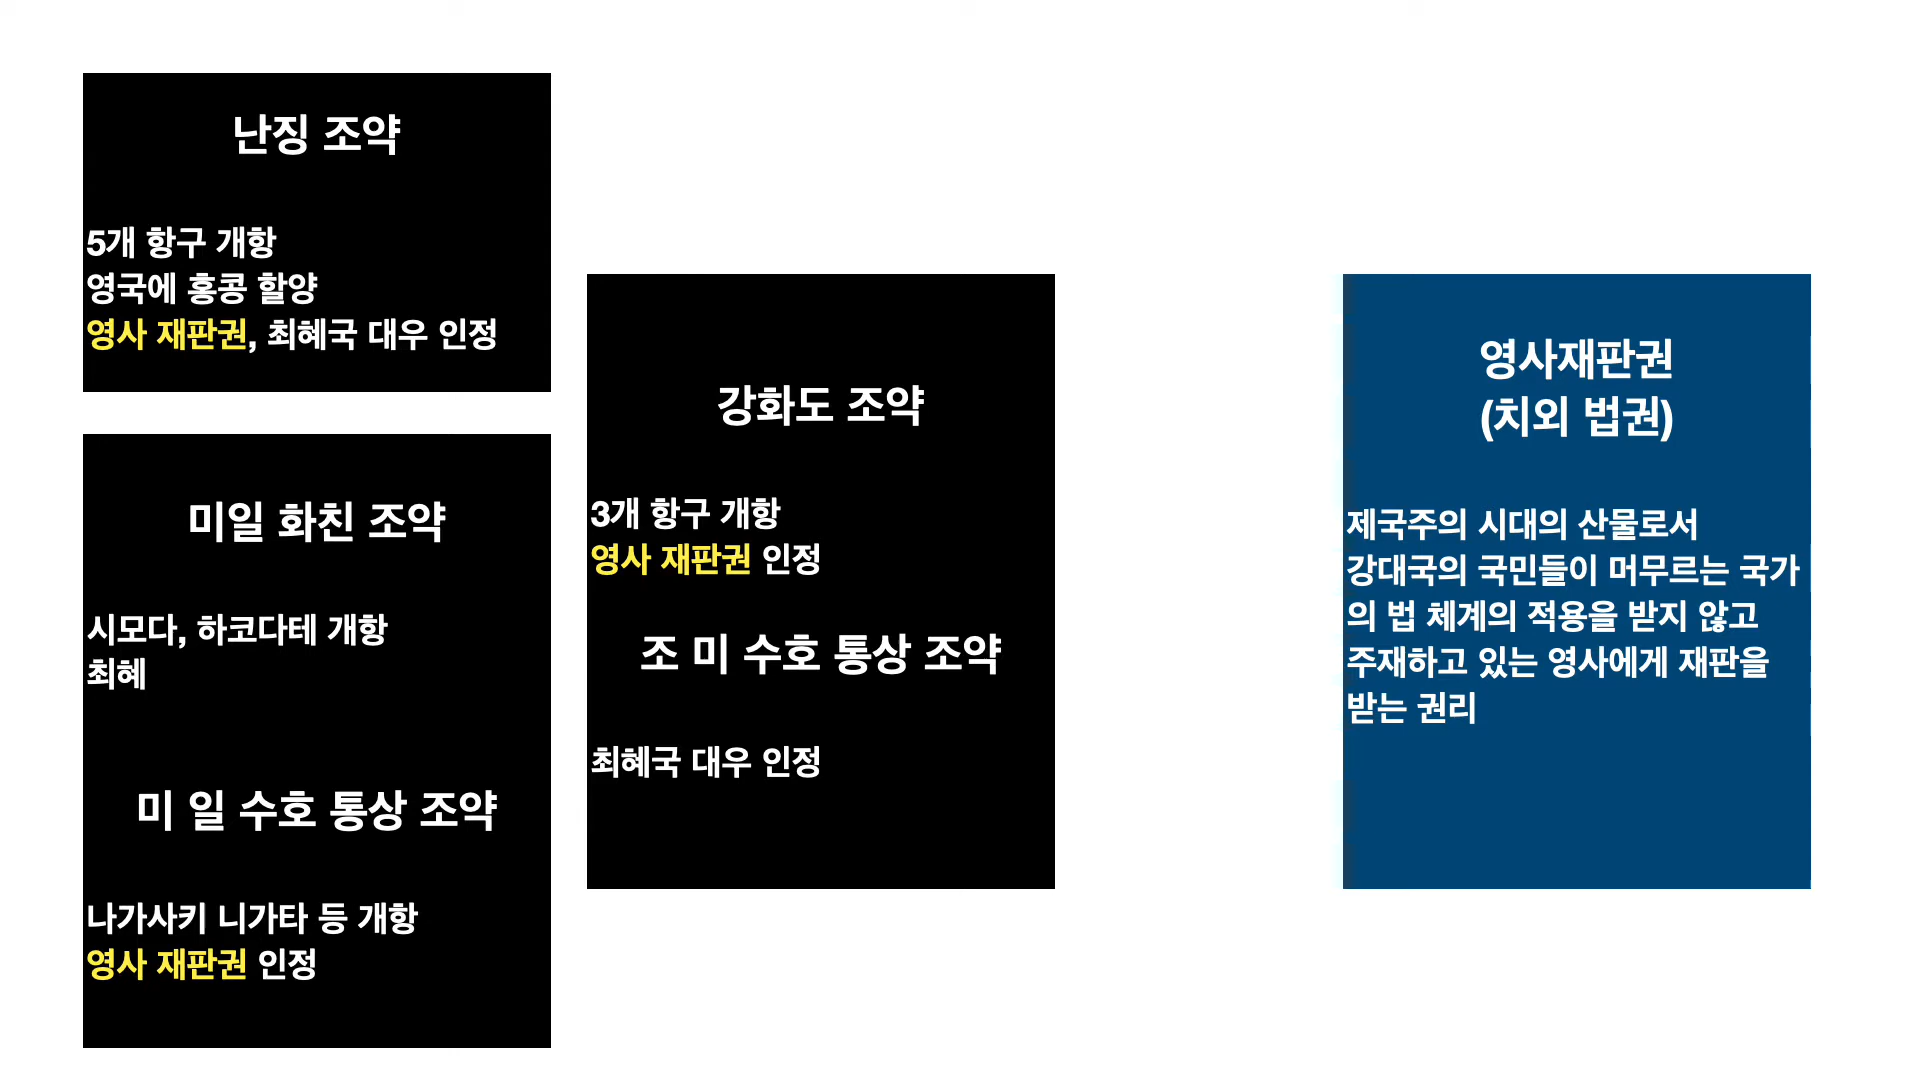 난징 조약
5개 항구 개항
영국에 홍콩 할양
영사 재판권, 최혜국 대우 인정
미일 화친 조약
시모다, 하코다테 개항
최혜
미 일 수호 통상 조약
나가사키 니가타 등 개항
영사 재판권 인정
강화도 조약
3개 항구 개항
영사 재판권 인정
조 미 수호 통상 조약
최혜국 대우 인정
영사재판권
(치외 법권)
제국주의 시대의 산물로서
강대국의 국민들이 머무르는 국가
의 법 체계의 적용을 받지 않고
주재하고 있는 영사에게 재판을
받는 권리